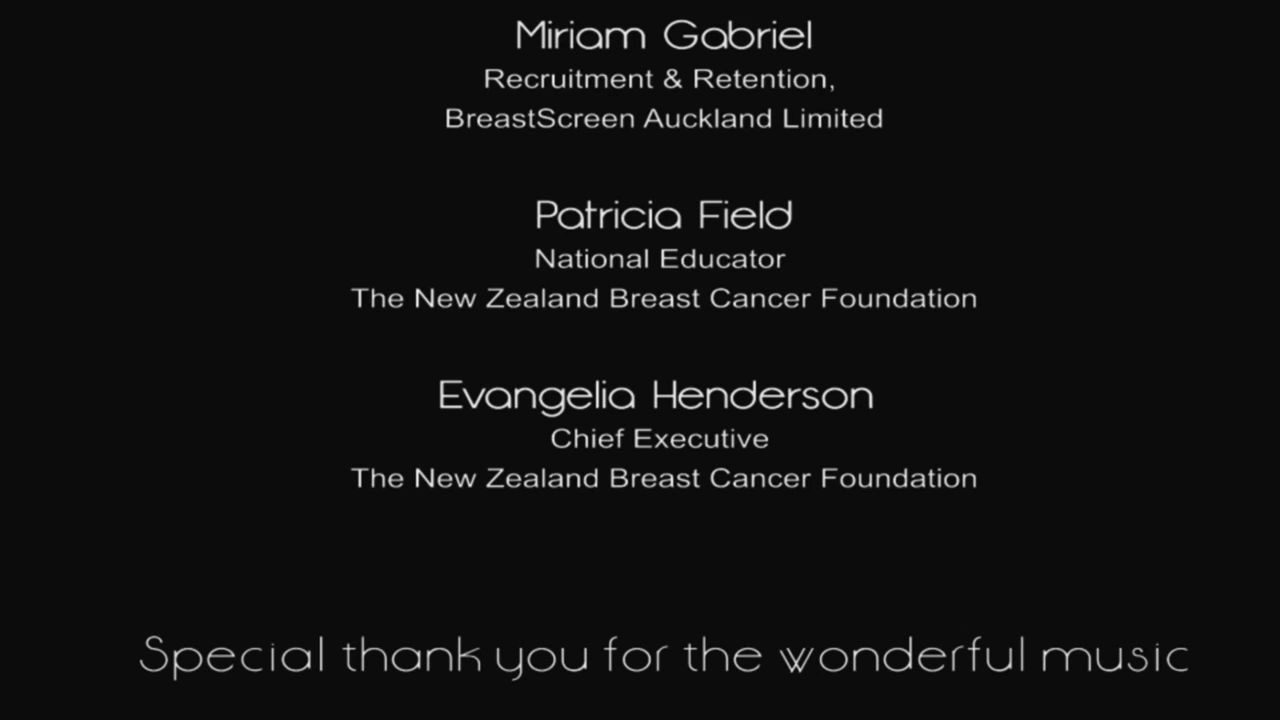 Miriam Gabriel
Recruitment & Retention,
BreastScreen Auckland Limited
Patricia Field
National Educator
The New Zealand Breast Cancer Foundation
Evangelia Henderson
Chief Executive
The New Zealand Breast Cancer Foundation
Special thank you for the wonderful music